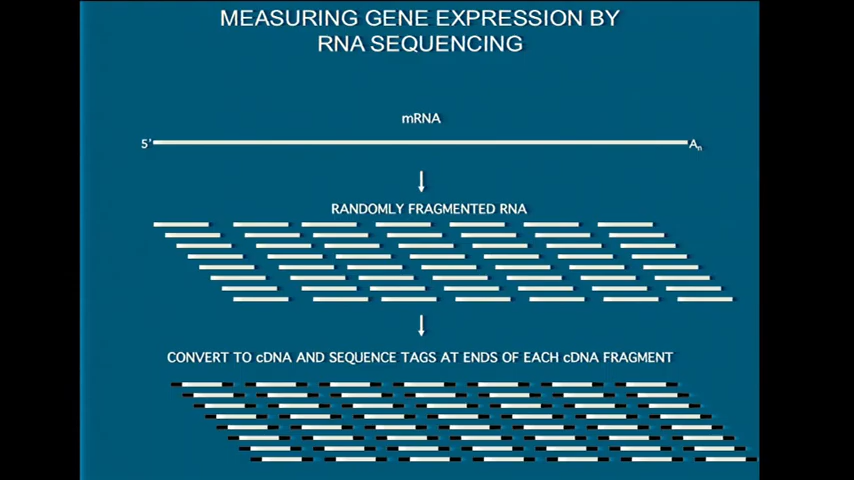 MEASURING GENE EXPRESSION BY
RNA SEQUENCING
mRNA
5' An
RANDOMLY FRAGMENTED RNA
CONVERT TO cDNA AND SEQUENCE TAGS AT ENDS OF EACH cDNA FRAGMENT